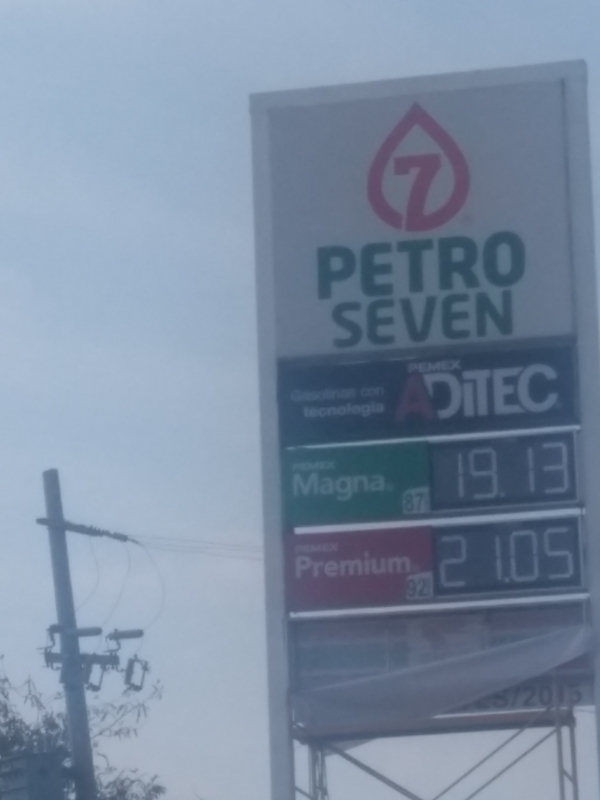 7
PETRO
SEVEN
Gasolinas con
tecnología
PEMEX
ADiTEC
PEMEX
Magna
87
19.13
PEMEX
Premium
92
21.05